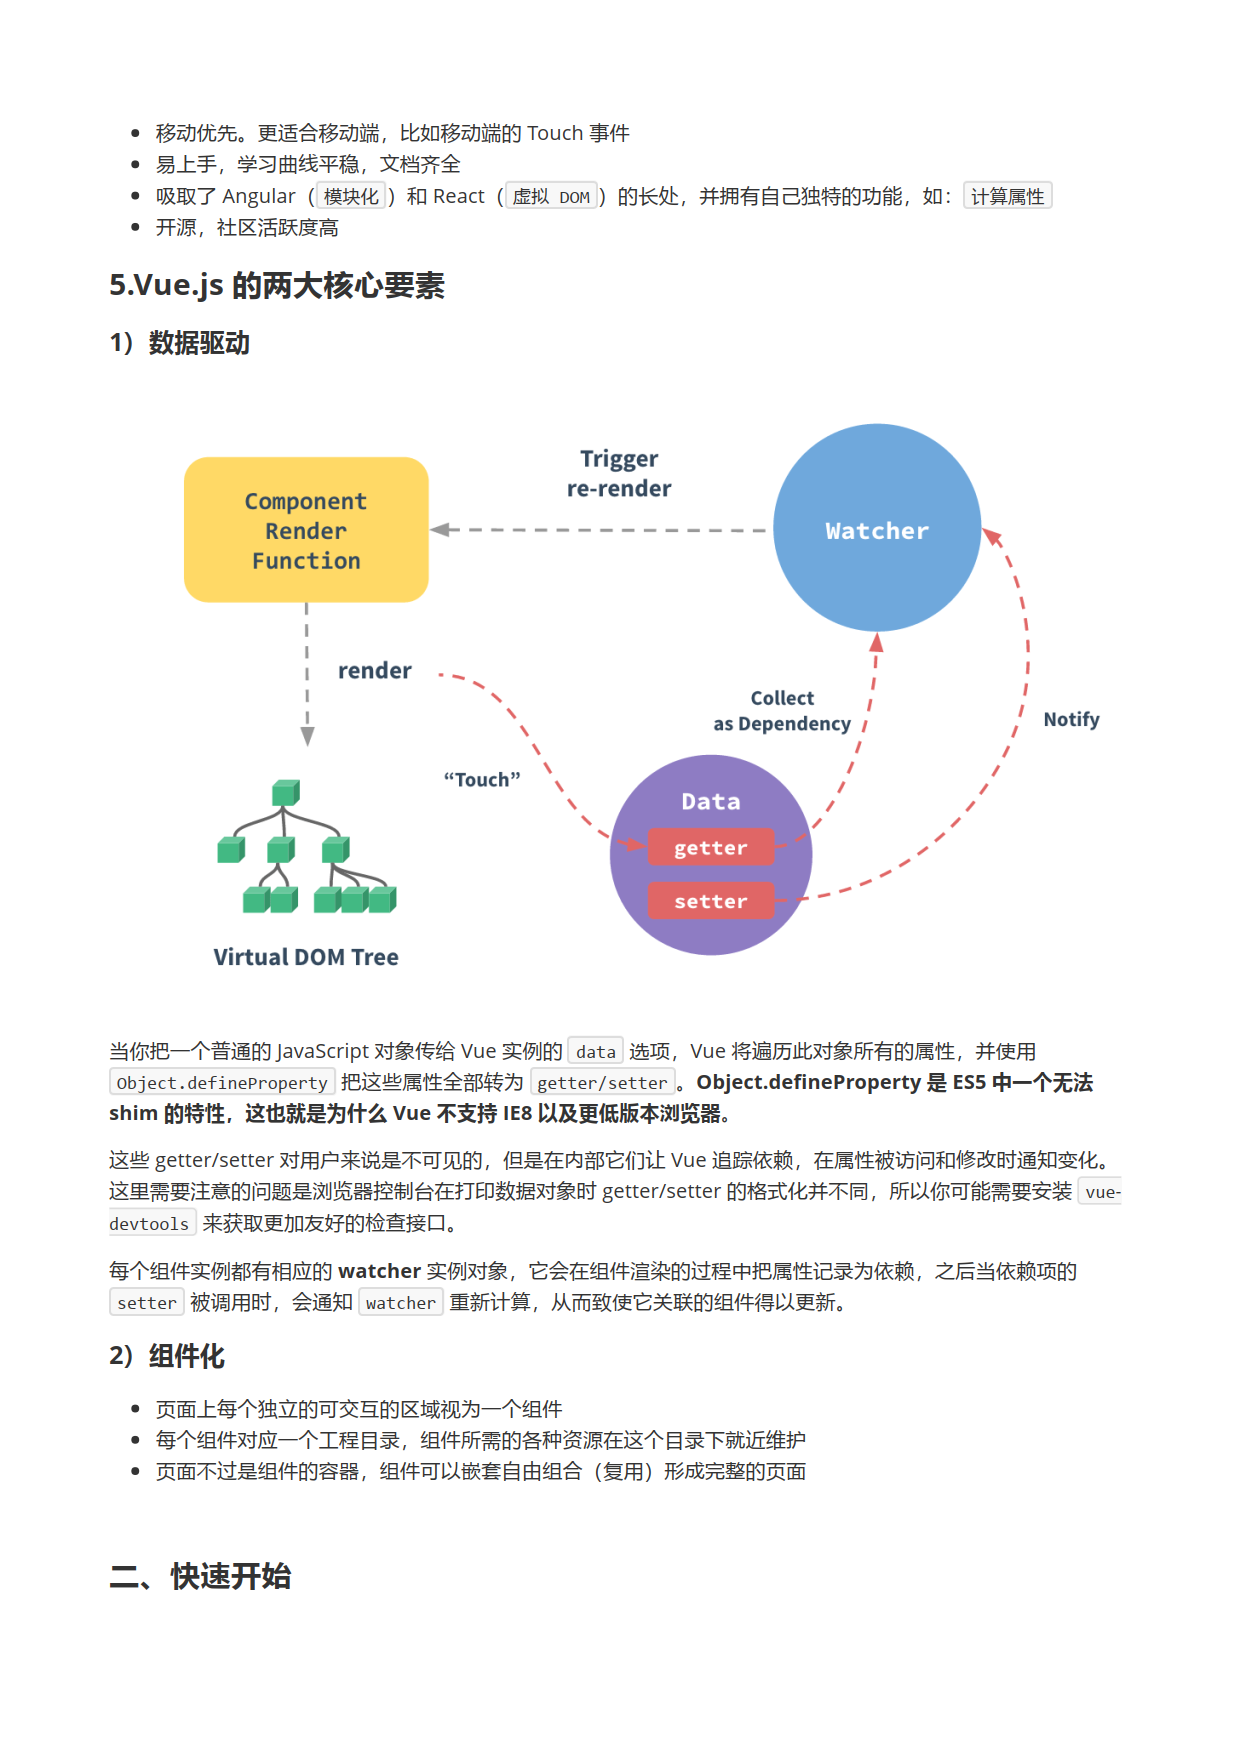 移动优先。更适合移动端，比如移动端的 Touch 事件
易上手，学习曲线平稳，文档齐全
吸取了 Angular（模块化）和 React（虚拟 DOM）的长处，并拥有自己独特的功能，如：计算属性
开源，社区活跃度高
5.Vue.js 的两大核心要素
1）数据驱动
Component
Render
Function
Trigger
re-render
Watcher
render
Collect
as Dependency
Notify
“Touch”
Data
getter
setter
Virtual DOM Tree
当你把一个普通的 JavaScript 对象传给 Vue 实例的 data 选项，Vue 将遍历此对象所有的属性，并使用
Object.defineProperty 把这些属性全部转为 getter/setter。Object.defineProperty 是 ES5 中一个无法
shim 的特性，这也就是为什么 Vue 不支持 IE8 以及更低版本浏览器。
这些 getter/setter 对用户来说是不可见的，但是在内部它们让 Vue 追踪依赖，在属性被访问和修改时通知变化。
这里需要注意的问题是浏览器控制台在打印数据对象时 getter/setter 的格式化并不同，所以你可能需要安装 vue-
devtools 来获取更加友好的检查接口。
每个组件实例都有相应的 watcher 实例对象，它会在组件渲染的过程中把属性记录为依赖，之后当依赖项的
setter 被调用时，会通知 watcher 重新计算，从而致使它关联的组件得以更新。
2）组件化
页面上每个独立的可交互的区域视为一个组件
每个组件对应一个工程目录，组件所需的各种资源在这个目录下就近维护
页面不过是组件的容器，组件可以嵌套自由组合（复用）形成完整的页面
二、快速开始